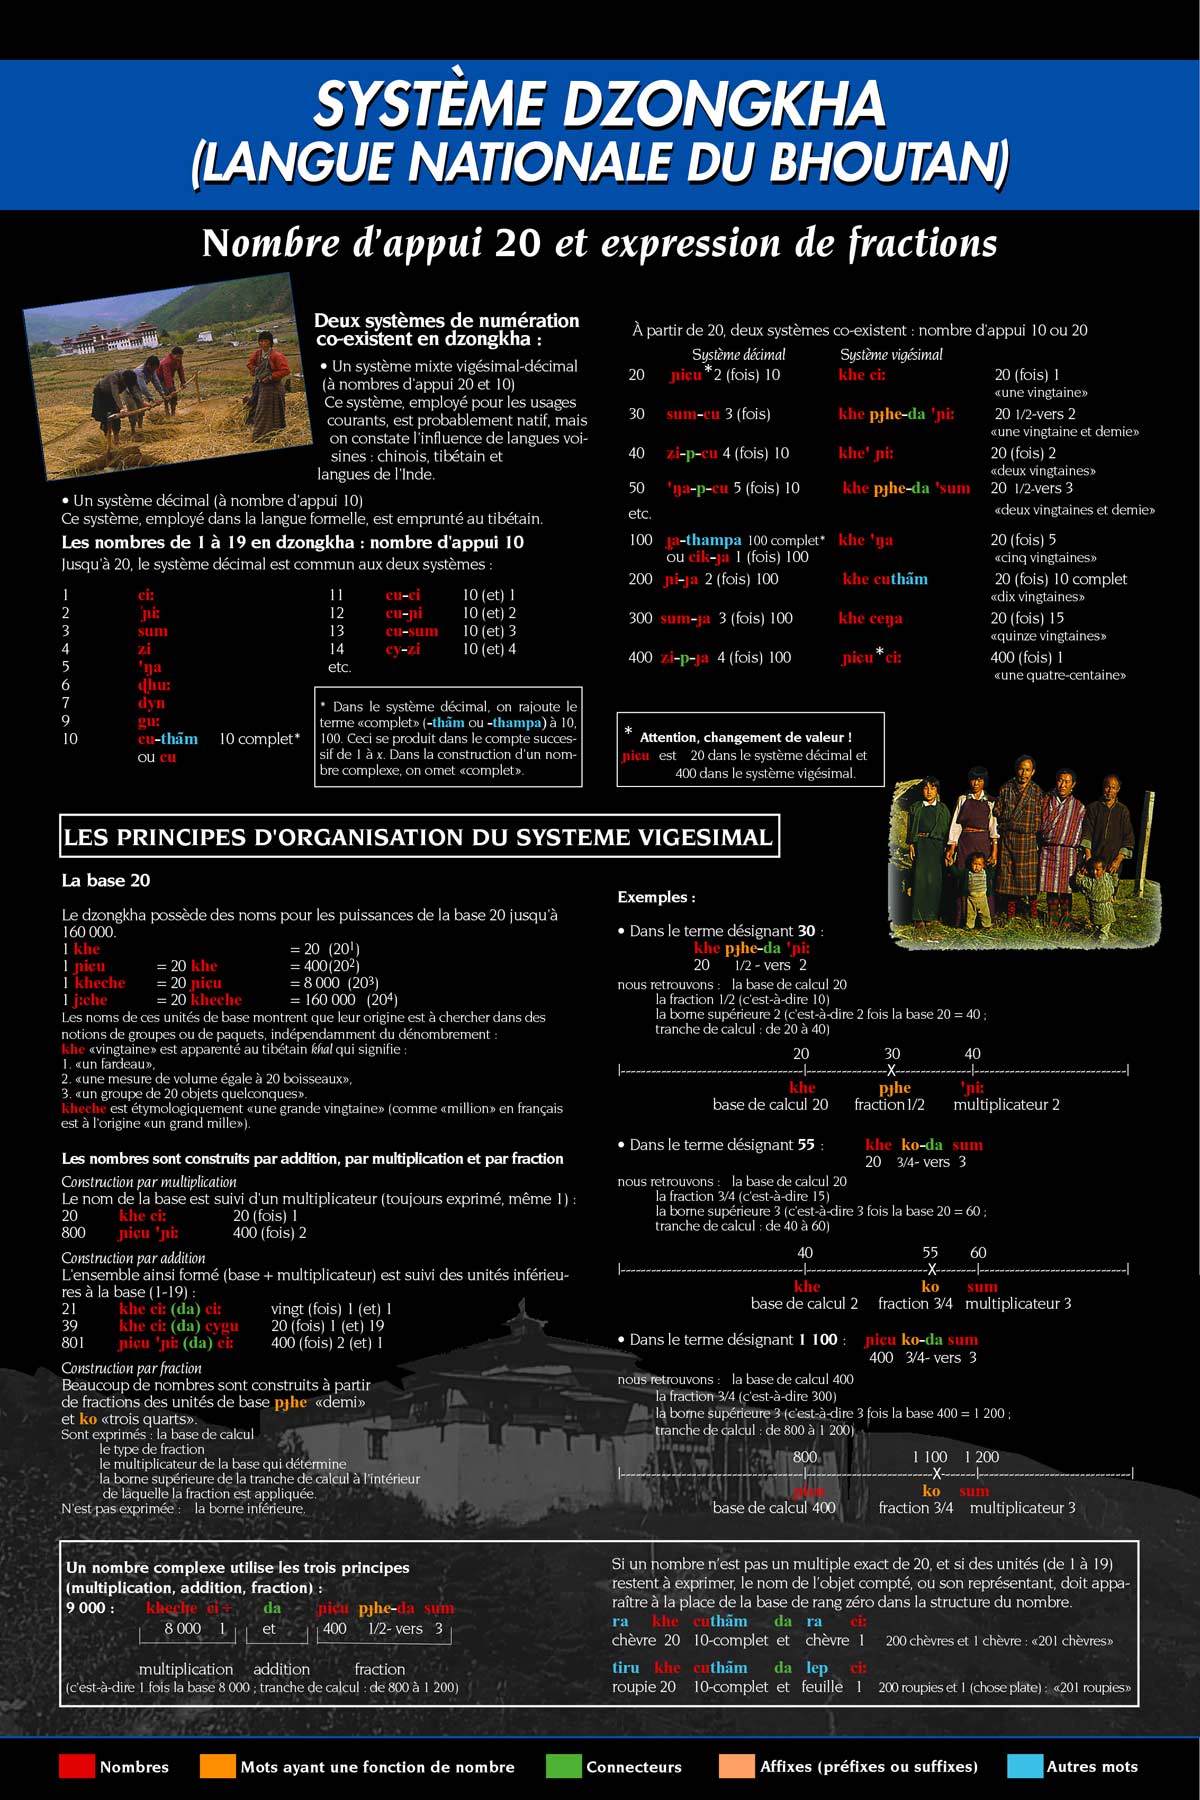 SYSTÈME DZONGKHA
(LANGUE NATIONALE DU BHOUTAN)
Nombre d'appui 20 et expression de fractions
Deux systèmes de numération
co-existent en dzongkha :
• Un système mixte vigésimal-décimal
(à nombres d'appui 20 et 10)
Ce système, employé pour les usages
courants, est probablement natif, mais
on constate l'influence de langues voi-
sines : chinois, tibétain et
langues de l'Inde.
• Un système décimal (à nombre d'appui 10)
Ce système, employé dans la langue formelle, est emprunté au tibétain.
Les nombres de 1 à 19 en dzongkha : nombre d'appui 10
Jusqu'à 20, le système décimal est commun aux deux systèmes :
1 ci:
2 'ɲi:
3 sum
4 zi
5 'ŋa
6 ɖhu:
7 dyn
9 gu:
10 cu-thãm 10 complet*
ou cu
11 cu-ci 10 (et) 1
12 cu-ɲi 10 (et) 2
13 cu-sum 10 (et) 3
14 cy-zi 10 (et) 4
etc.
* Dans le système décimal, on rajoute le
terme «complet» (-thãm ou -thampa) à 10,
100. Ceci se produit dans le compte succes-
sif de 1 à x. Dans la construction d'un nom-
bre complexe, on omet «complet».
À partir de 20, deux systèmes co-existent : nombre d'appui 10 ou 20
Système décimal Système vigésimal
20 ɲiɕu* 2 (fois) 10 khe ci: 20 (fois) 1
«une vingtaine»
30 sum-cu 3 (fois) khe pɟhe-da 'ɲi: 20 1/2-vers 2
«une vingtaine et demie»
40 zi-p-cu 4 (fois) 10 khe' ɲi: 20 (fois) 2
«deux vingtaines»
50 'ŋa-p-cu 5 (fois) 10 khe pɟhe-da 'sum 20 1/2-vers 3
etc. «deux vingtaines et demie»
100 ɟa-thampa 100 complet* khe 'ŋa 20 (fois) 5
ou cik-ɟa 1 (fois) 100 «cinq vingtaines»
200 ɲi-ɟa 2 (fois) 100 khe cuthãm 20 (fois) 10 complet
«dix vingtaines»
300 sum-ɟa 3 (fois) 100 khe ceŋa 20 (fois) 15
«quinze vingtaines»
400 zi-p-ɟa 4 (fois) 100 ɲiɕu* ci: 400 (fois) 1
«une quatre-centaine»
* Attention, changement de valeur !
ɲiɕu est 20 dans le système décimal et
400 dans le système vigésimal.
LES PRINCIPES D'ORGANISATION DU SYSTEME VIGESIMAL
La base 20
Le dzongkha possède des noms pour les puissances de la base 20 jusqu'à
160 000.
1 khe = 20 (20¹)
1 ɲiɕu = 20 khe = 400(20²)
1 kheche = 20 ɲiɕu = 8 000 (20³)
1 j:che = 20 kheche = 160 000 (20⁴)
Les noms de ces unités de base montrent que leur origine est à chercher dans des
notions de groupes ou de paquets, indépendamment du dénombrement :
khe «vingtaine» est apparenté au tibétain khal qui signifie :
1. «un fardeau»,
2. «une mesure de volume égale à 20 boisseaux»,
3. «un groupe de 20 objets quelconques».
kheche est étymologiquement «une grande vingtaine» (comme «million» en français
est à l'origine «un grand mille»).
Les nombres sont construits par addition, par multiplication et par fraction
Construction par multiplication
Le nom de la base est suivi d'un multiplicateur (toujours exprimé, même 1) :
20 khe ci: 20 (fois) 1
800 ɲiɕu 'ɲi: 400 (fois) 2
Construction par addition
L'ensemble ainsi formé (base + multiplicateur) est suivi des unités inférieu-
res à la base (1-19) :
21 khe ci: (da) ci: vingt (fois) 1 (et) 1
39 khe ci: (da) cygu 20 (fois) 1 (et) 19
801 ɲiɕu 'ɲi: (da) ci: 400 (fois) 2 (et) 1
Construction par fraction
Beaucoup de nombres sont construits à partir
de fractions des unités de base pɟhe «demi»
et ko «trois quarts».
Sont exprimés : la base de calcul
le type de fraction
le multiplicateur de la base qui détermine
la borne supérieure de la tranche de calcul à l'intérieur
de laquelle la fraction est appliquée.
N'est pas exprimée : la borne inférieure.
Exemples :
• Dans le terme désignant 30 :
khe pɟhe-da 'ɲi:
20 1/2 - vers 2
nous retrouvons : la base de calcul 20
la fraction 1/2 (c'est-à-dire 10)
la borne supérieure 2 (c'est-à-dire 2 fois la base 20 = 40 ;
tranche de calcul : de 20 à 40)
20 30 40
X
khe pɟhe 'ɲi:
base de calcul 20 fraction1/2 multiplicateur 2
• Dans le terme désignant 55 : khe ko-da sum
20 3/4- vers 3
nous retrouvons : la base de calcul 20
la fraction 3/4 (c'est-à-dire 15)
la borne supérieure 3 (c'est-à-dire 3 fois la base 20 = 60 ;
tranche de calcul : de 40 à 60)
40 55 60
X
khe ko sum
base de calcul 2 fraction 3/4 multiplicateur 3
• Dans le terme désignant 1 100 : ɲiɕu ko-da sum
400 3/4- vers 3
nous retrouvons : la base de calcul 400
la fraction 3/4 (c'est-à-dire 300)
la borne supérieure 3 (c'est-à-dire 3 fois la base 400 = 1 200 ;
tranche de calcul : de 800 à 1 200)
800 1 100 1 200
X
ɲiɕu ko sum
base de calcul 400 fraction 3/4 multiplicateur 3
Un nombre complexe utilise les trois principes
(multiplication, addition, fraction) :
9 000 : kheche ci ÷ da ɲiɕu pɟhe-da sum
8 000 1 et 400 1/2- vers 3
multiplication addition fraction
(c'est-à-dire 1 fois la base 8 000 ; tranche de calcul : de 800 à 1 200)
Si un nombre n'est pas un multiple exact de 20, et si des unités (de 1 à 19)
restent à exprimer, le nom de l'objet compté, ou son représentant, doit appa-
raître à la place de la base de rang zéro dans la structure du nombre.
ra khe cuthãm da ra ci:
chèvre 20 10-complet et chèvre 1 200 chèvres et 1 chèvre : «201 chèvres»
tiru khe cuthãm da lep ci:
roupie 20 10-complet et feuille 1 200 roupies et 1 (chose plate) : «201 roupies»
Nombres
Mots ayant une fonction de nombre
Connecteurs
Affixes (préfixes ou suffixes)
Autres mots